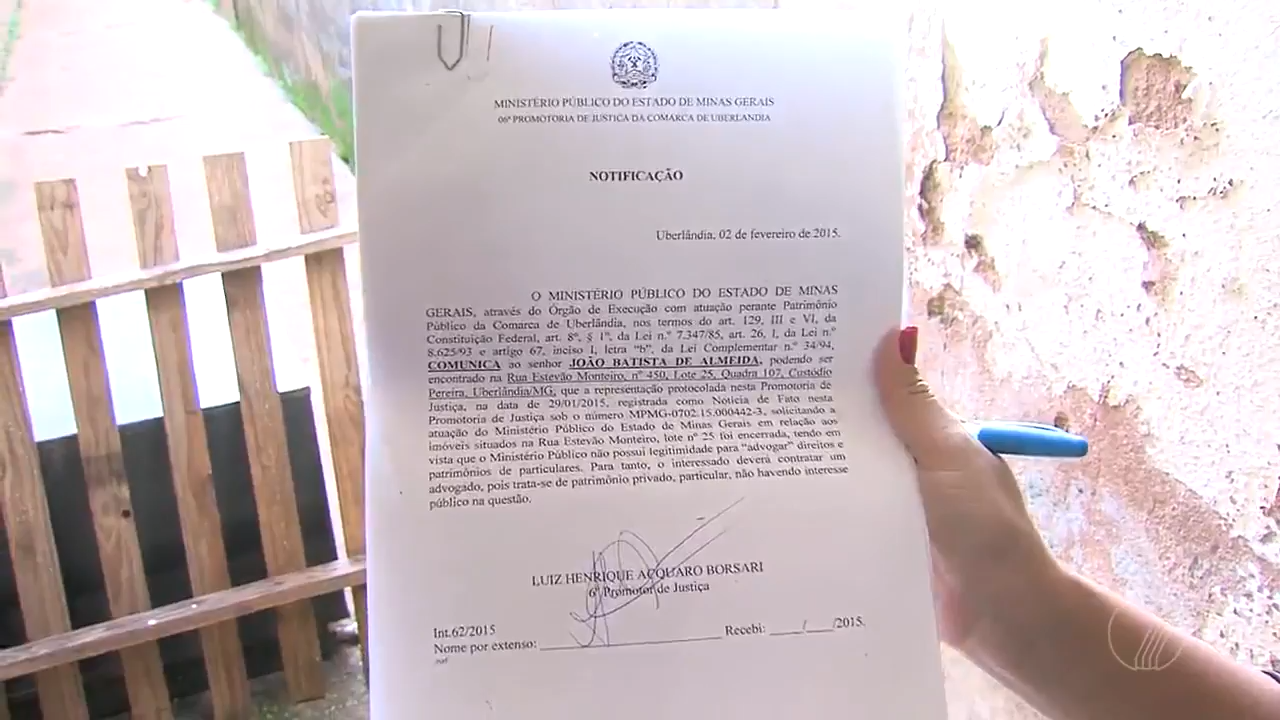 MINISTÉRIO PÚBLICO DO ESTADO DE MINAS GERAIS
06ª PROMOTORIA DE JUSTIÇA DA COMARCA DE UBERLANDIA
NOTIFICAÇÃO
Uberlândia, 02 de fevereiro de 2015.
O MINISTÉRIO PÚBLICO DO ESTADO DE MINAS
GERAIS, através do Órgão de Execução com atuação perante Patrimônio
Público da Comarca de Uberlândia, nos termos do art. 129, III e VI, da
Constituição Federal, art. 8º, § 1º, da Lei n.º 7.347/85, art. 26, I, da Lei n.º
8.625/93 e artigo 67, inciso I, letra “b”, da Lei Complementar n.º 34/94,
COMUNICA ao senhor JOÃO BATISTA DE ALMEIDA, podendo ser
encontrado na Rua Estevão Monteiro, nº 450, Lote 25, Quadra 107, Custódio
Pereira, Uberlândia/MG, que a representação protocolada nesta Promotoria de
Justiça, na data de 29/01/2015, registrada como Notícia de Fato nesta
Promotoria de Justiça sob o número MPMG-0702.15.000442-3, solicitando a
atuação do Ministério Público do Estado de Minas Gerais em relação aos
imóveis situados na Rua Estevão Monteiro, lote nº 25 foi encerrada, tendo em
vista que o Ministério Público não possui legitimidade para “advogar” direitos e
patrimônios de particulares. Para tanto, o interessado deverá contratar um
advogado, pois trata-se de patrimônio privado, particular, não havendo interesse
público na questão.
LUIZ HENRIQUE ACQUARO BORSARI
6º Promotor de Justiça
Int.62/2015
Nome por extenso: ____________________ Recebi: ____/____/2015.